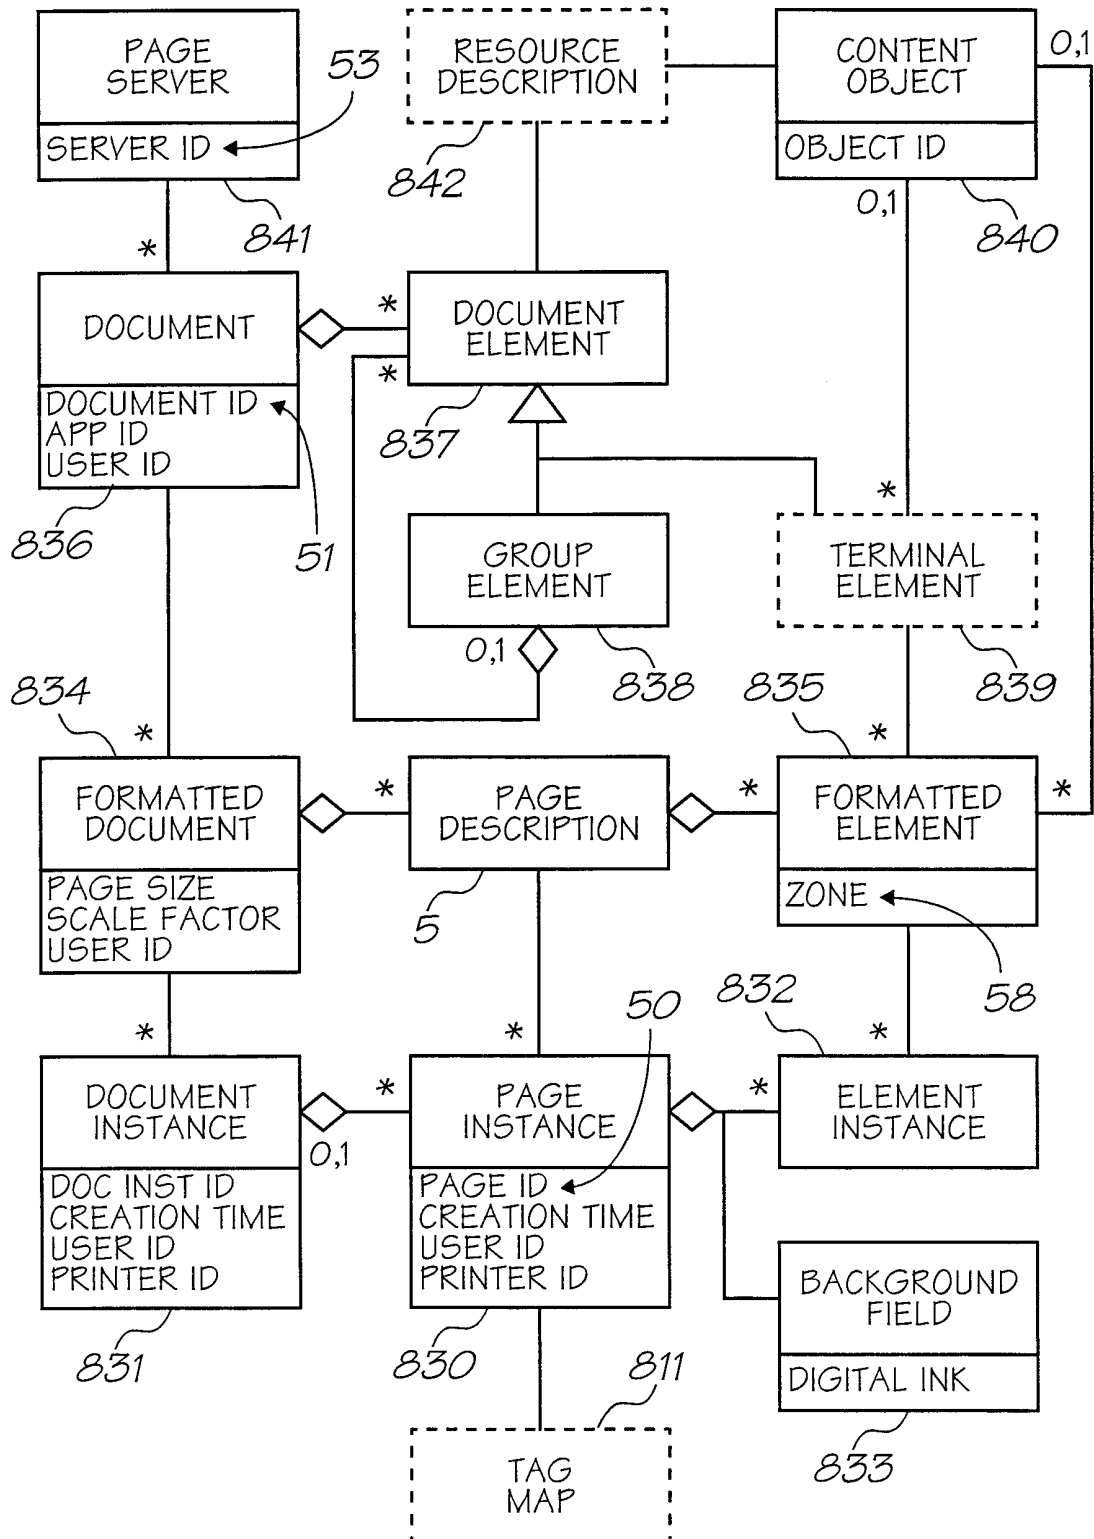 PAGE
SERVER
53
SERVER ID
841
RESOURCE
DESCRIPTION
842
CONTENT
OBJECT
0,1
OBJECT ID
0,1
840
*
DOCUMENT
*
DOCUMENT
ELEMENT
*
DOCUMENT ID
APP ID
USER ID
836
51
837
*
GROUP
ELEMENT
0,1
838
TERMINAL
ELEMENT
839
834
*
835
*
FORMATTED
DOCUMENT
*
PAGE
DESCRIPTION
*
FORMATTED
ELEMENT
*
PAGE SIZE
SCALE FACTOR
USER ID
5
ZONE
58
*
*
50
832
*
DOCUMENT
INSTANCE
0,1
*
PAGE
INSTANCE
*
ELEMENT
INSTANCE
DOC INST ID
CREATION TIME
USER ID
PRINTER ID
831
PAGE ID
CREATION TIME
USER ID
PRINTER ID
830
BACKGROUND
FIELD
DIGITAL INK
833
811
TAG
MAP